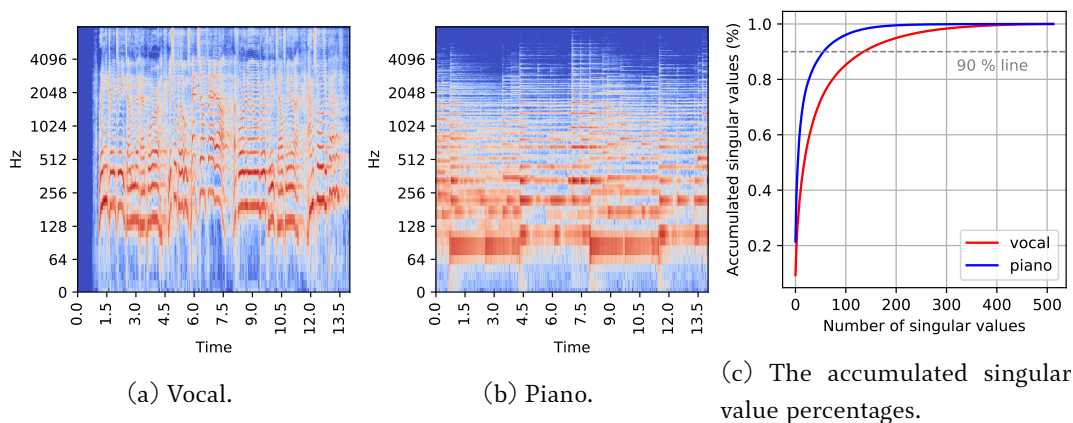 4096
2048
1024
512
256
128
64
0
Hz
0.0
1.5
3.0
4.5
6.0
7.5
9.0
10.5
12.0
13.5
Time
(a) Vocal.
4096
2048
1024
512
256
128
64
0
Hz
0.0
1.5
3.0
4.5
6.0
7.5
9.0
10.5
12.0
13.5
Time
(b) Piano.
1.0
0.8
0.6
0.4
0.2
Accumulated singular values (%)
90 % line
vocal
piano
0 100 200 300 400 500
Number of singular values
(c) The accumulated singular
value percentages.